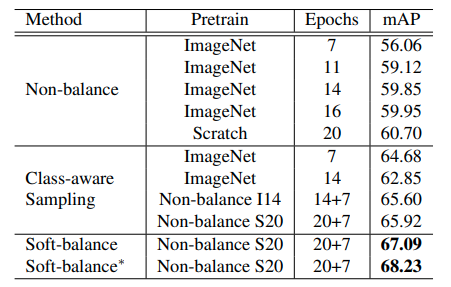 Method Pretrain Epochs mAP
ImageNet 7 56.06
ImageNet 11 59.12
Non-balance ImageNet 14 59.85
ImageNet 16 59.95
Scratch 20 60.70
ImageNet 7 64.68
Class-aware ImageNet 14 62.85
Sampling Non-balance I14 14+7 65.60
Non-balance S20 20+7 65.92
Soft-balance Non-balance S20 20+7 67.09
Soft-balance* Non-balance S20 20+7 68.23